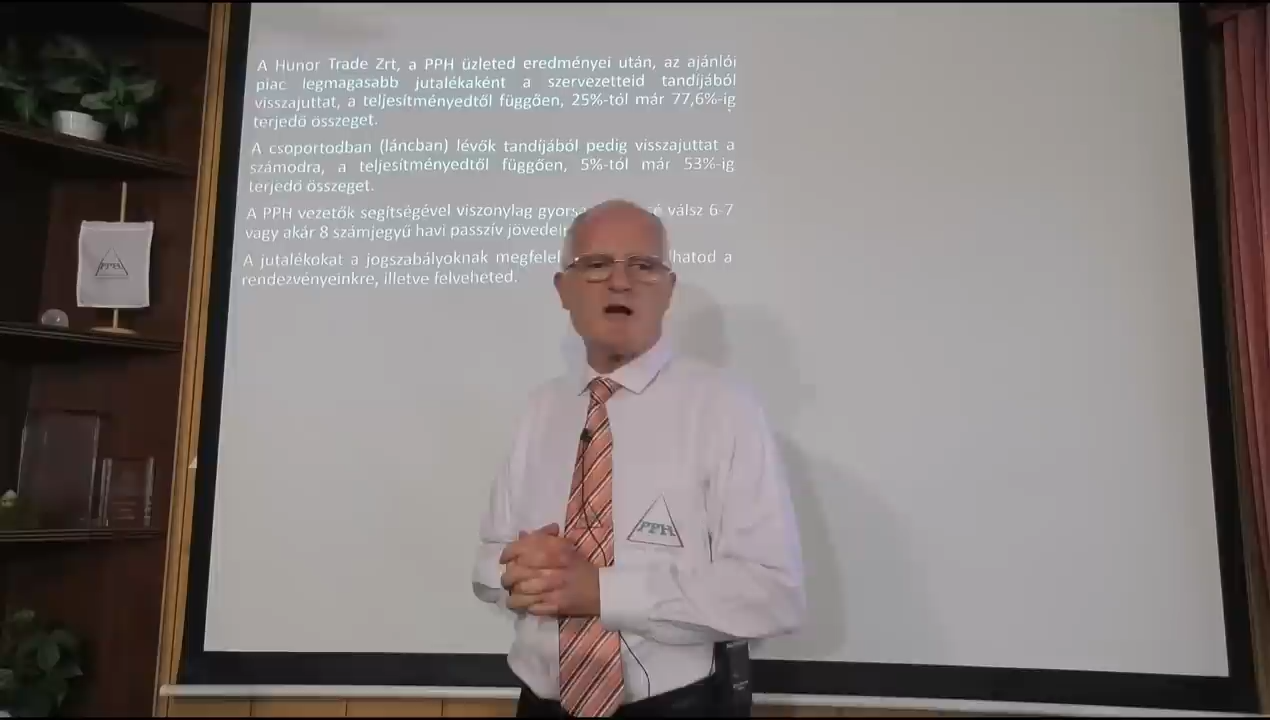 A Hunor Trade Zrt, a PPH üzleted eredményei után, az ajánlói
piac legmagasabb jutalékaként a szervezetteid tandíjából
visszajuttat, a teljesítményedtől függően, 25%-tól már 77,6%-ig
terjedő összeget.
A csoportodban (láncban) lévők tandíjából pedig visszajuttat a
számodra, a teljesítményedtől függően, 5%-tól már 53%-ig
terjedő összeget.
A PPH vezetők segítségével viszonylag válsz 6-7
vagy akár 8 számjegyű havi passzív
A jutalékokat a jogszabályoknak a
rendezvényeinkre, illetve felveheted.
PPH
PPH